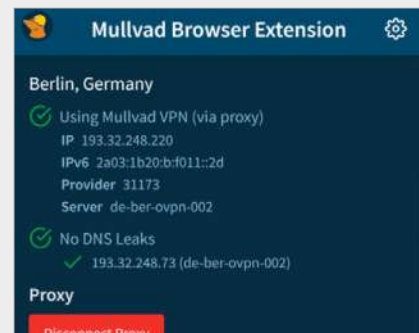 Mullvad Browser Extension
Berlin, Germany
Using Mullvad VPN (via proxy)
IP 193.32.248.220
IPv6 2a03:1b20:b:f011::2d
Provider 31173
Server de-ber-ovpn-002
No DNS Leaks
193.32.248.73 (de-ber-ovpn-002)
Proxy
Disconnect Proxy